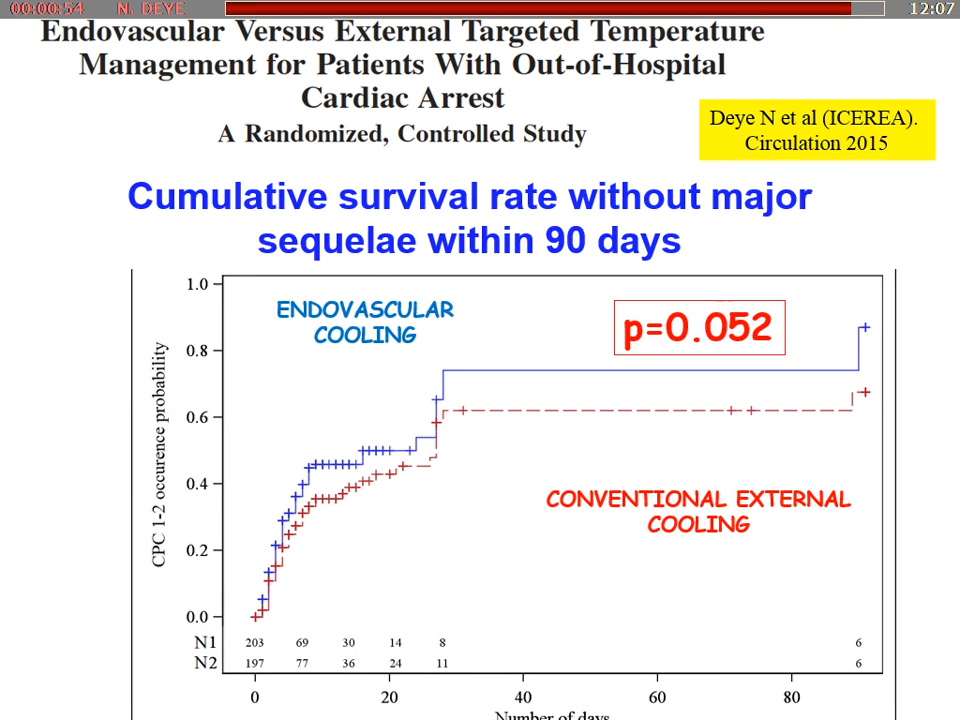 00:00:54 N. DEYE 12:07
Endovascular Versus External Targeted Temperature
Management for Patients With Out-of-Hospital
Cardiac Arrest
A Randomized, Controlled Study
Deye N et al (ICEREA).
Circulation 2015
Cumulative survival rate without major
sequelae within 90 days
ENDOVASCULAR
COOLING
p=0.052
CONVENTIONAL EXTERNAL
COOLING
CPC 1-2 occurence probability
1.0
0.8
0.6
0.4
0.2
0.0
N1 203 69 30 14 8 6
N2 197 77 36 24 11 6
0 20 40 60 80
Number of days